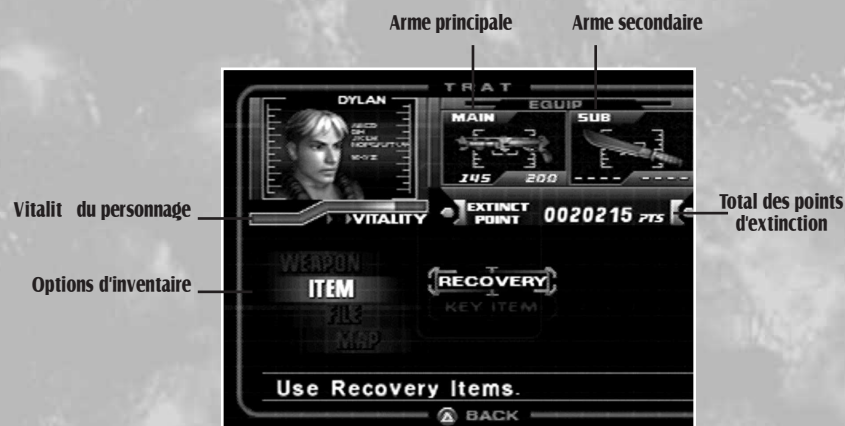 Arme principale
Arme secondaire
TRAT
DYLAN
EQUIP
MAIN
SUB
145 200
---- ----
Vitalit du personnage
VITALITY
EXTINCT POINT 0020215 PTS
Total des points
d'extinction
WEAPON
Options d'inventaire
ITEM
RECOVERY
FILE
KEY ITEM
MAP
Use Recovery Items.
BACK